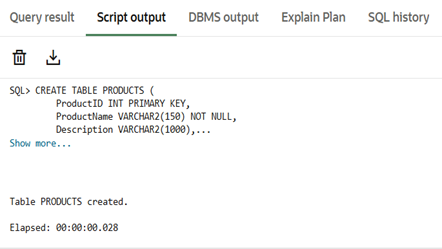 Query result Script output DBMS output Explain Plan SQL history
SQL> CREATE TABLE PRODUCTS (
ProductID INT PRIMARY KEY,
ProductName VARCHAR2(150) NOT NULL,
Description VARCHAR2(1000),...
Show more...
Table PRODUCTS created.
Elapsed: 00:00:00.028